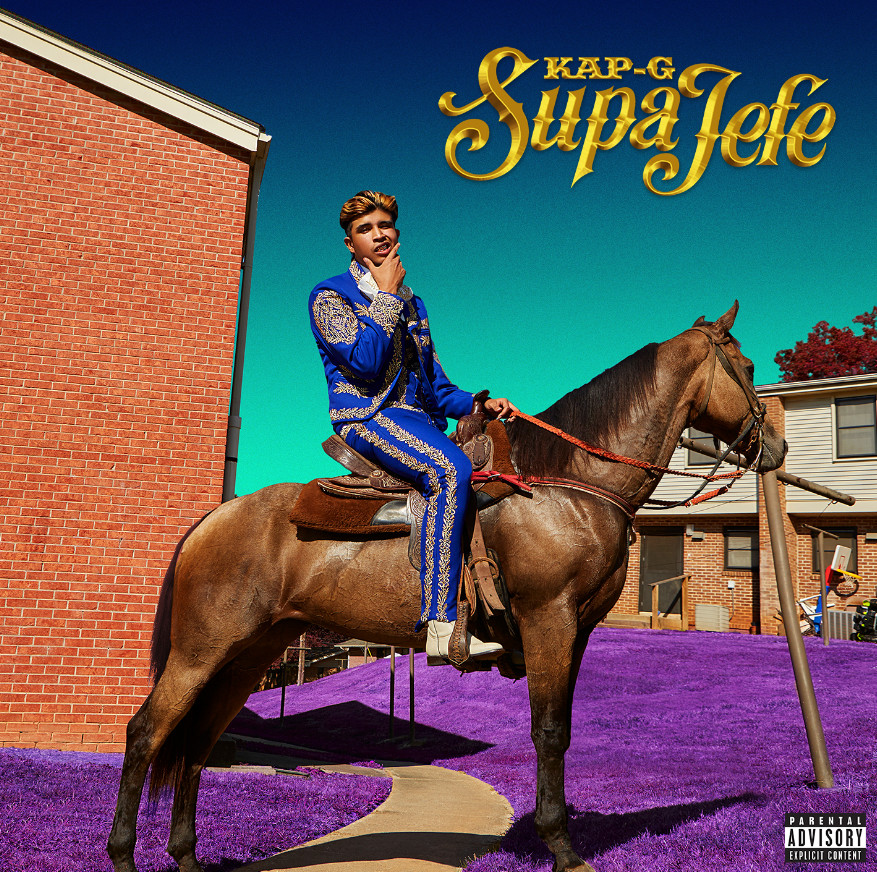 KAP-G
Supa Jefe
PARENTAL
ADVISORY
EXPLICIT CONTENT